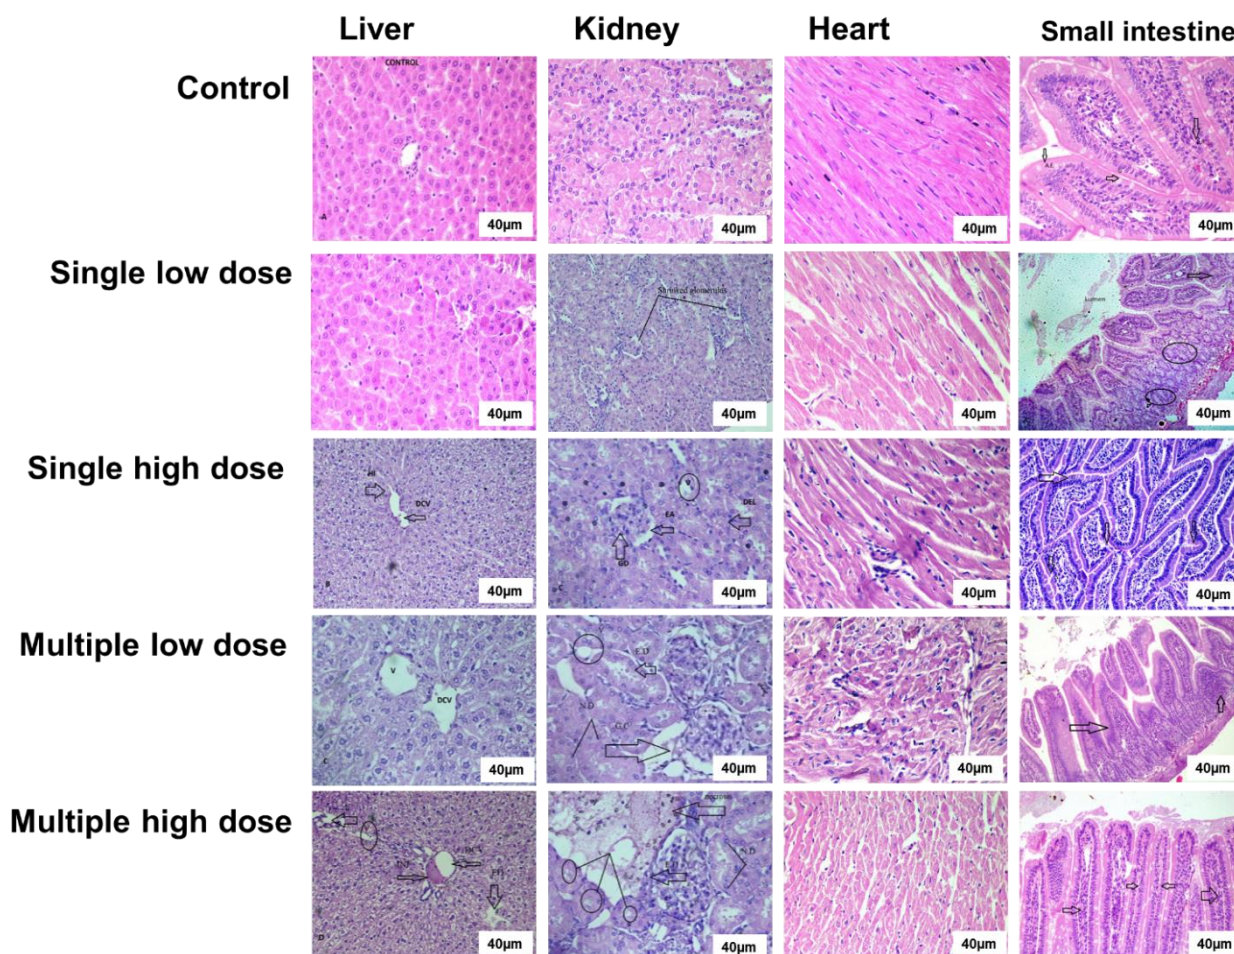 Liver Kidney Heart Small intestine
Control
CONTROL
A
40µm 40µm 40µm 40µm
Single low dose
Shrinked glomerulus
lumen
40µm 40µm 40µm 40µm
Single high dose
DCV
B
EA
DEL
GD
C
40µm 40µm 40µm 40µm
Multiple low dose
V
DCV
C
E.D
N.D
G.C
40µm 40µm 40µm 40µm
Multiple high dose
D
N.D
40µm 40µm 40µm 40µm